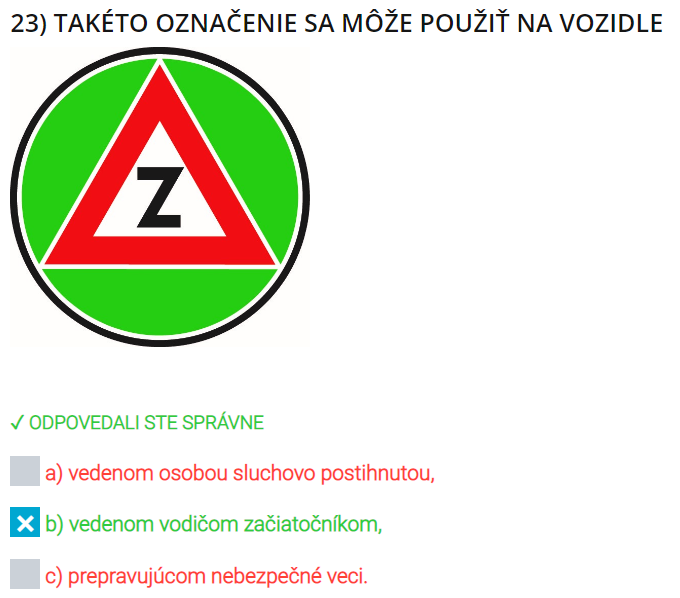 23) TAKÉTO OZNAČENIE SA MÔŽE POUŽIŤ NA VOZIDLE
Z
✓ ODPOVEDALI STE SPRÁVNE
a) vedenom osobou sluchovo postihnutou,
b) vedenom vodičom začiatočníkom,
c) prepravujúcom nebezpečné veci.